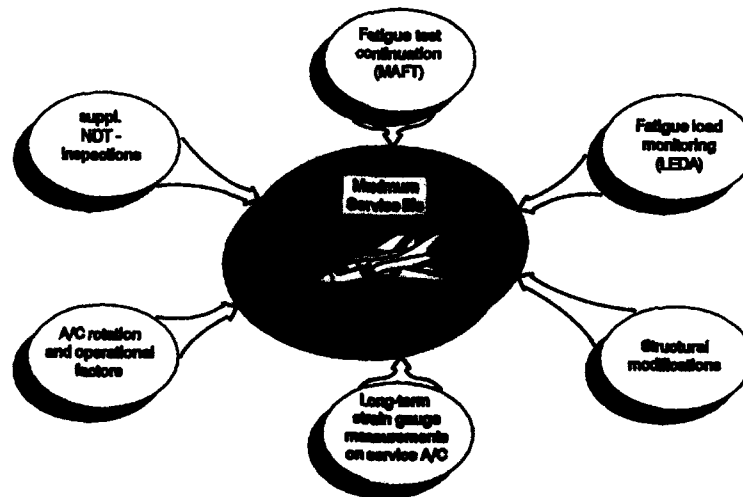 Fatigue test
continuation
(MAFT)
suppl.
NDT -
inspections
Fatigue load
monitoring
(LEDA)
Maximum
Service life
A/C rotation
and operational
factors
Structural
modifications
Long-term
strain gauge
measurements
on service A/C